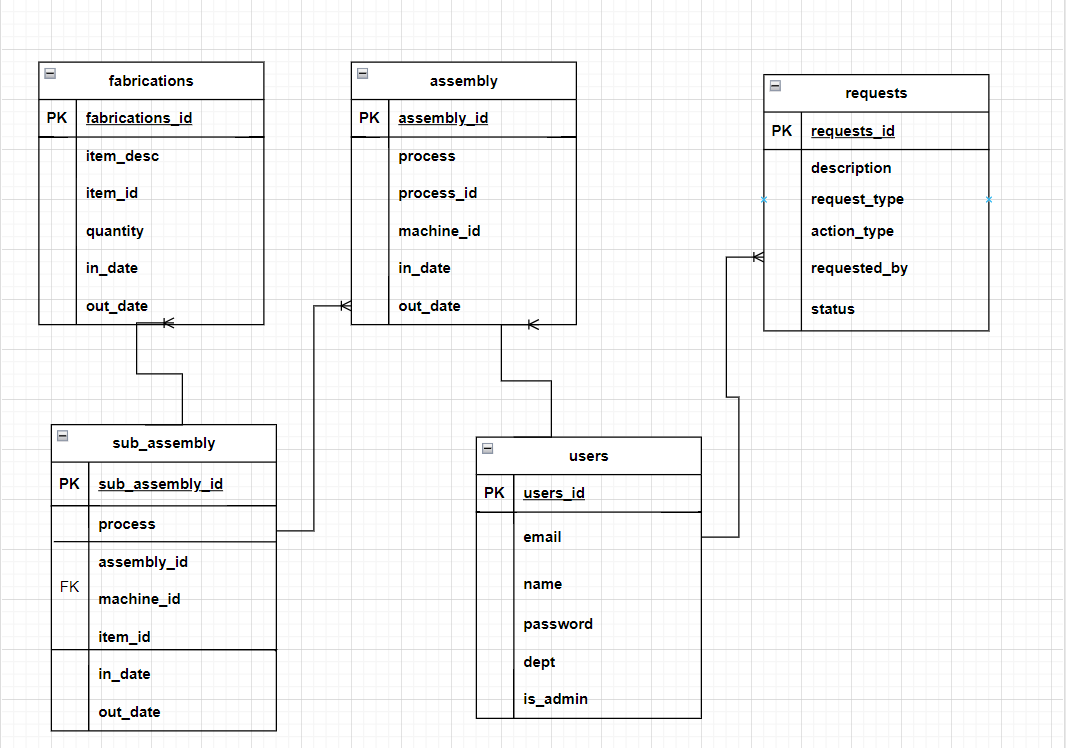 fabrications
PK fabrications_id
item_desc
item_id
quantity
in_date
out_date
assembly
PK assembly_id
process
process_id
machine_id
in_date
out_date
requests
PK requests_id
description
request_type
action_type
requested_by
status
sub_assembly
PK sub_assembly_id
process
assembly_id
FK
machine_id
item_id
in_date
out_date
users
PK users_id
email
name
password
dept
is_admin